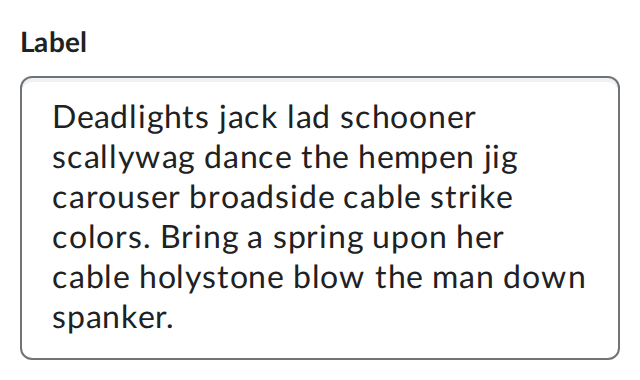 Label
Deadlights jack lad schooner
scallywag dance the hempen jig
carouser broadside cable strike
colors. Bring a spring upon her
cable holystone blow the man down
spanker.